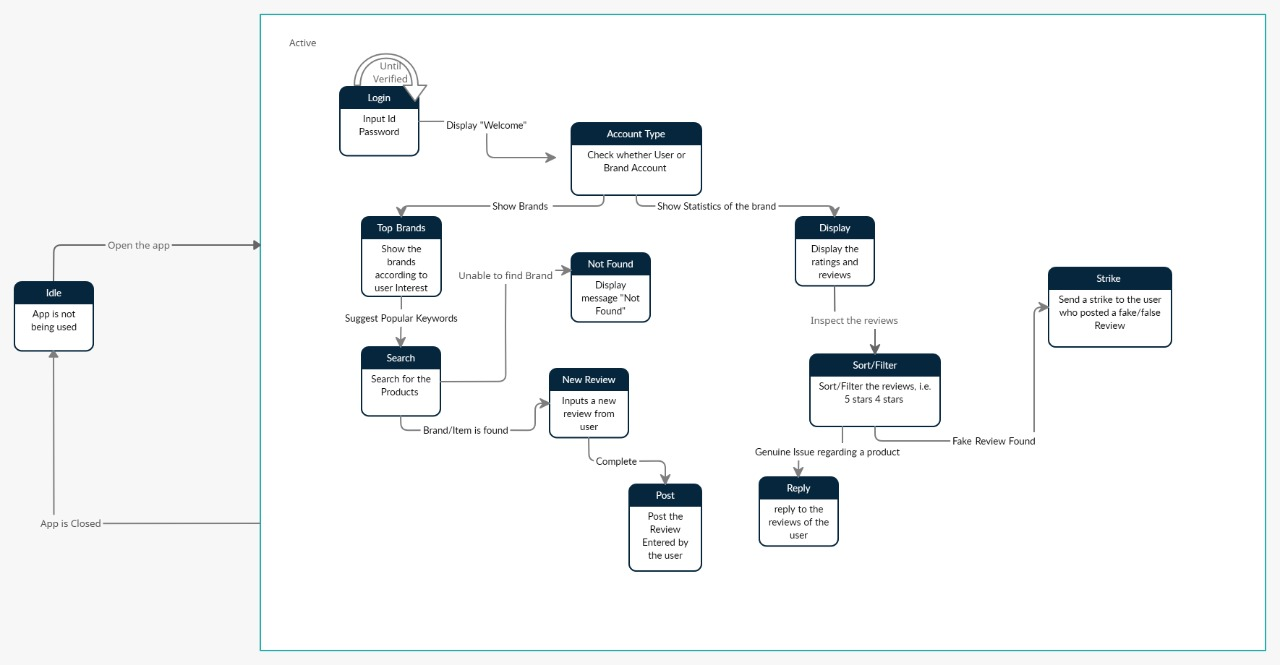 Active
Until
Verified
Login
Input Id
Password
Display "Welcome"
Account Type
Check whether User or
Brand Account
Show Brands
Show Statistics of the brand
Top Brands
Show the
brands
according to
user Interest
Display
Display the
ratings and
reviews
Open the app
Idle
App is not
being used
Unable to find Brand
Not Found
Display
message "Not
Found"
Strike
Send a strike to the user
who posted a fake/false
Review
Suggest Popular Keywords
Inspect the reviews
Search
Search for the
Products
New Review
Inputs a new
review from
user
Sort/Filter
Sort/Filter the reviews, i.e.
5 stars 4 stars
Brand/Item is found
Fake Review Found
Genuine Issue regarding a product
Complete
Reply
reply to the
reviews of the
user
Post
Post the
Review
Entered by
the user
App is Closed